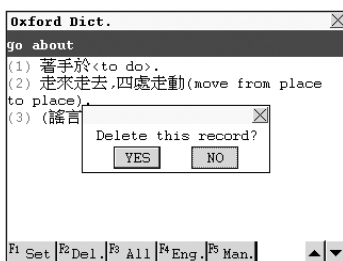 Oxford Dict.
go about
(1) 著手於<to do>.
(2) 走來走去,四處走動(move from place
to place).
(3) (謠言
Delete this record?
YES NO
F1 Set F2 Del. F3 All F4 Eng. F5 Man.